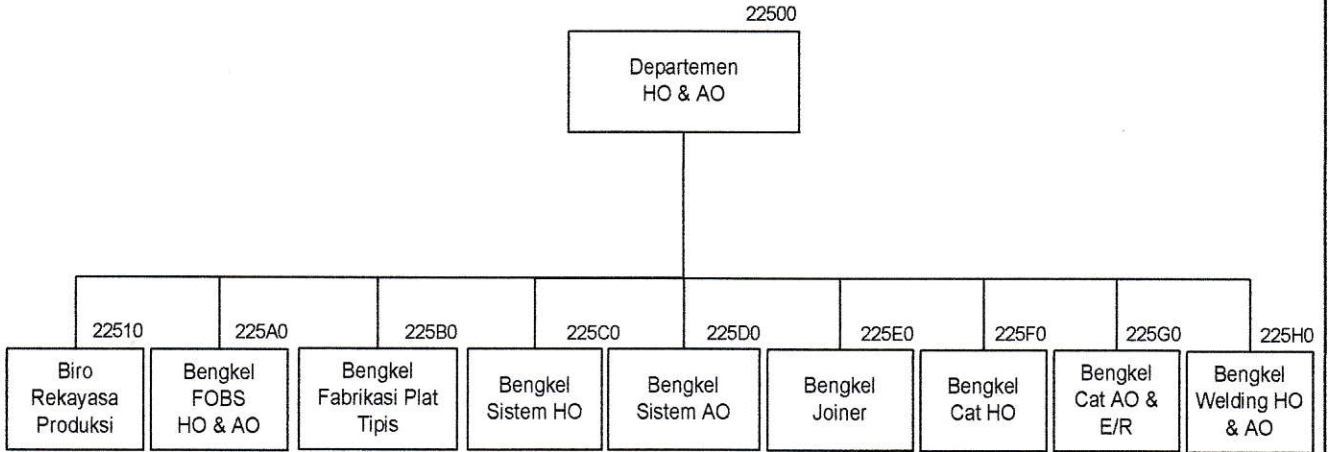 22500
Departemen
HO & AO
22510
Biro
Rekayasa
Produksi
225A0
Bengkel
FOBS
HO & AO
225B0
Bengkel
Fabrikasi Plat
Tipis
225C0
Bengkel
Sistem HO
225D0
Bengkel
Sistem AO
225E0
Bengkel
Joiner
225F0
Bengkel
Cat HO
225G0
Bengkel
Cat AO &
E/R
225H0
Bengkel
Welding HO
& AO